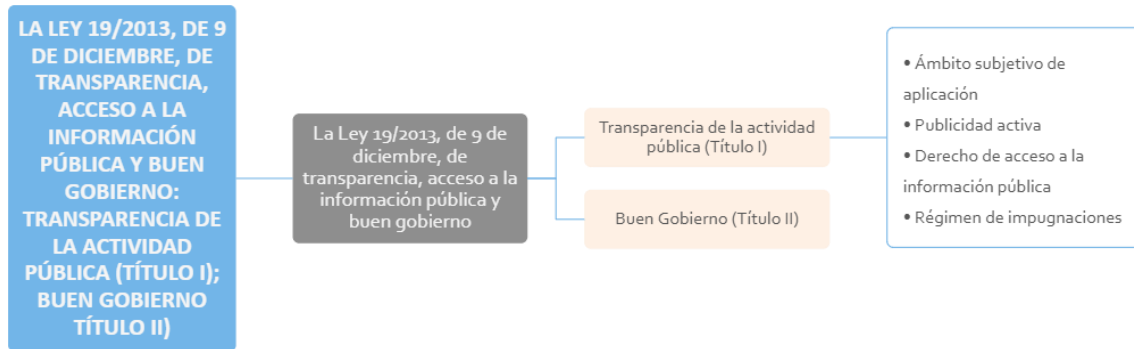 LA LEY 19/2013, DE 9
DE DICIEMBRE, DE
TRANSPARENCIA,
ACCESO A LA
INFORMACIÓN
PÚBLICA Y BUEN
GOBIERNO:
TRANSPARENCIA DE
LA ACTIVIDAD
PÚBLICA (TÍTULO I);
BUEN GOBIERNO
TÍTULO II)
La Ley 19/2013, de 9 de
diciembre, de
transparencia, acceso a la
información pública y
buen gobierno
Transparencia de la actividad
pública (Título I)
Buen Gobierno (Título II)
• Ámbito subjetivo de
aplicación
• Publicidad activa
• Derecho de acceso a la
información pública
• Régimen de impugnaciones